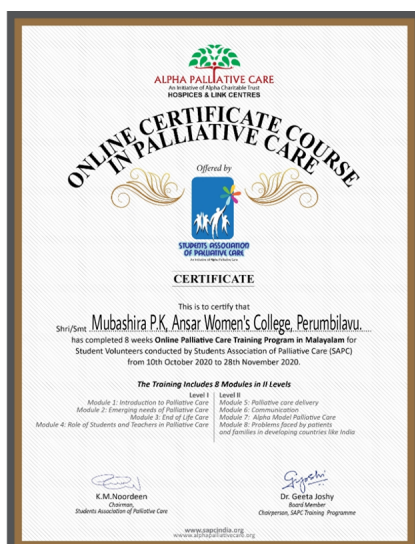 ALPHA PALLIATIVE CARE
An Initiative of Alpha Charitable Trust
HOSPICES & LINK CENTRES
ONLINE CERTIFICATE COURSE
IN PALLIATIVE CARE
Offered by
STUDENTS ASSOCIATION
OF PALLIATIVE CARE
An Initiative of Alpha Palliative Care
CERTIFICATE
This is to certify that
Shri/Smt Mubashira P.K, Ansar Women's College, Perumbilavu.
has completed 8 weeks Online Palliative Care Training Program in Malayalam for
Student Volunteers conducted by Students Association of Palliative Care (SAPC)
from 10th October 2020 to 28th November 2020.
The Training Includes 8 Modules in II Levels
Level I
Module 1: Introduction to Palliative Care
Module 2: Emerging needs of Palliative Care
Module 3: End of Life Care
Module 4: Role of Students and Teachers in Palliative Care
Level II
Module 5: Palliative care delivery
Module 6: Communication
Module 7: Alpha Model Palliative Care
Module 8: Problems faced by patients
and families in developing countries like India
K.M.Noordeen
Chairman,
Students Association of Palliative Care
Dr. Geeta Joshy
Board Member
Chairperson, SAPC Training Programme
www.sapcindia.org
www.alphapalliativecare.org